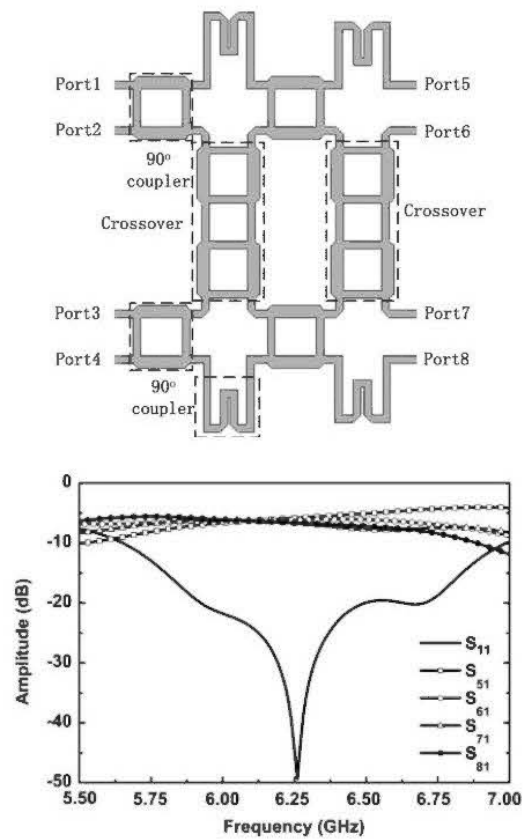 Port1
Port5
Port2
Port6
90°
coupler
Crossover
Crossover
Port3
Port7
Port4
Port8
90°
coupler
0
-10
-20
-30
-40
-50
Amplitude (dB)
S11
S51
S61
S71
S81
5.50 5.75 6.00 6.25 6.50 6.75 7.00
Frequency (GHz)